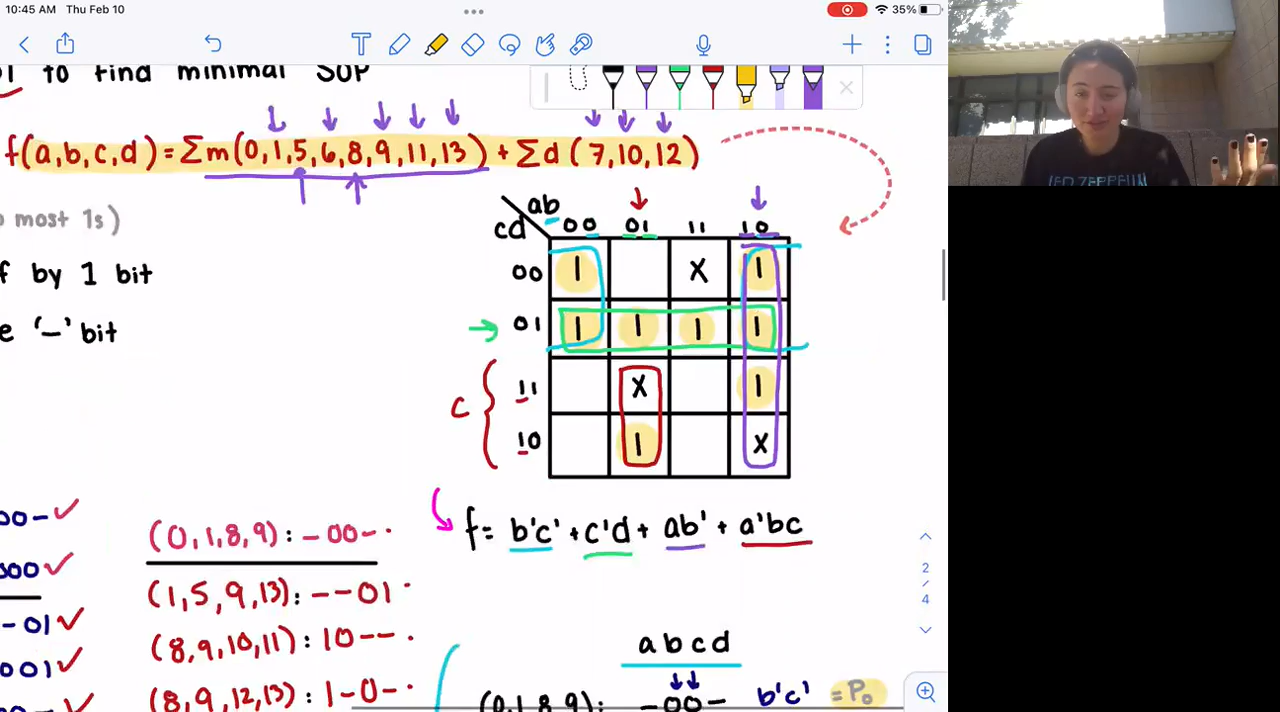 10:45 AM Thu Feb 10
35%
to find minimal SOP
f(a,b,c,d) = Σm(0,1,5,6,8,9,11,13) + Σd(7,10,12)
most 1s)
by 1 bit
'–' bit
ab
cd 00 01 11 10
00 1 X 1
01 1 1 1 1
c 11 X 1
10 1 X
f = b'c' + c'd + ab' + a'bc
00–✓
000✓
–01✓
001✓
(0,1,8,9): –00–
(1,5,9,13): ––01
(8,9,10,11): 10––
(8,9,12,13): 1–0–
abcd
(0,1,8,9): –00– b'c' = P0
2
/
4
LED ZEPPELIN